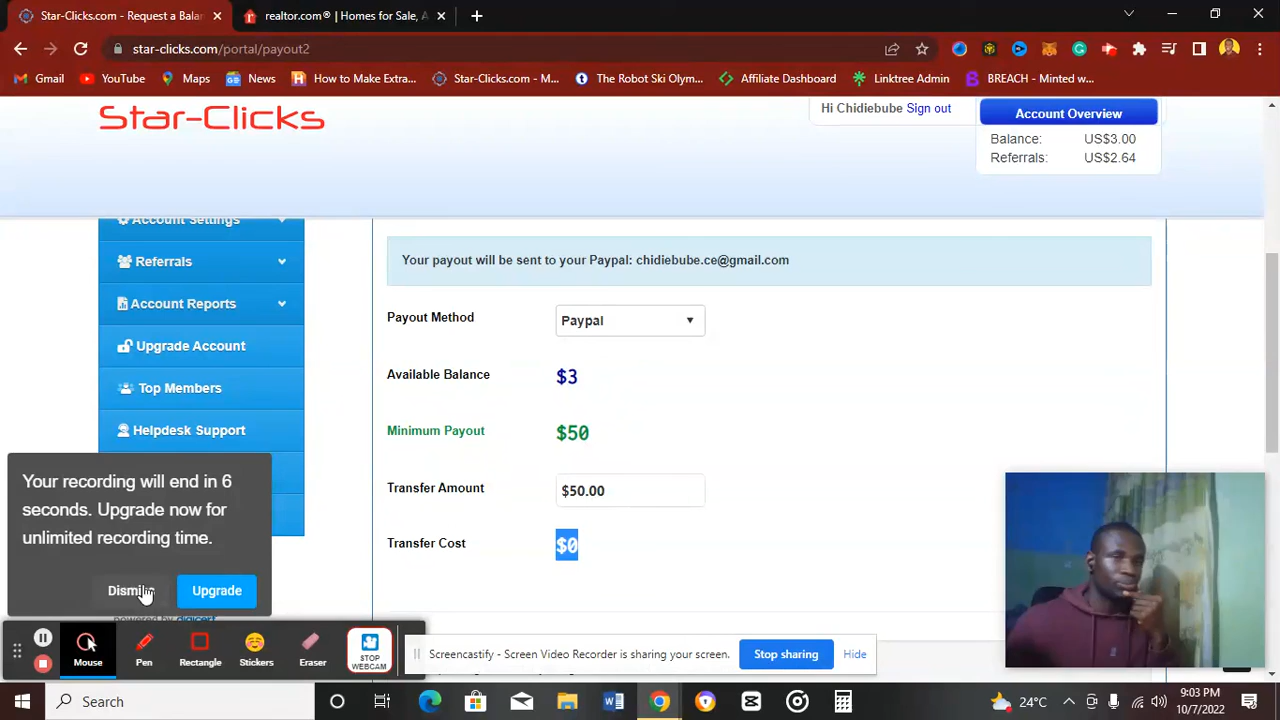 Star-Clicks.com - Request a Balan
realtor.com® | Homes for Sale, A
star-clicks.com/portal/payout2
Gmail
YouTube
Maps
News
How to Make Extra...
Star-Clicks.com - M...
The Robot Ski Olym...
Affiliate Dashboard
Linktree Admin
BREACH - Minted w...
Star-Clicks
Hi Chidiebube Sign out
Account Overview
Balance: US$3.00
Referrals: US$2.64
Account Settings
Referrals
Account Reports
Upgrade Account
Top Members
Helpdesk Support
Your payout will be sent to your Paypal: chidiebube.ce@gmail.com
Payout Method Paypal
Available Balance $3
Minimum Payout $50
Transfer Amount $50.00
Transfer Cost $0
Your recording will end in 6
seconds. Upgrade now for
unlimited recording time.
Dismiss Upgrade
powered by digicert
Mouse
Pen
Rectangle
Stickers
Eraser
STOP
WEBCAM
Screencastify - Screen Video Recorder is sharing your screen.
Stop sharing
Hide
Search
24°C
9:03 PM
10/7/2022